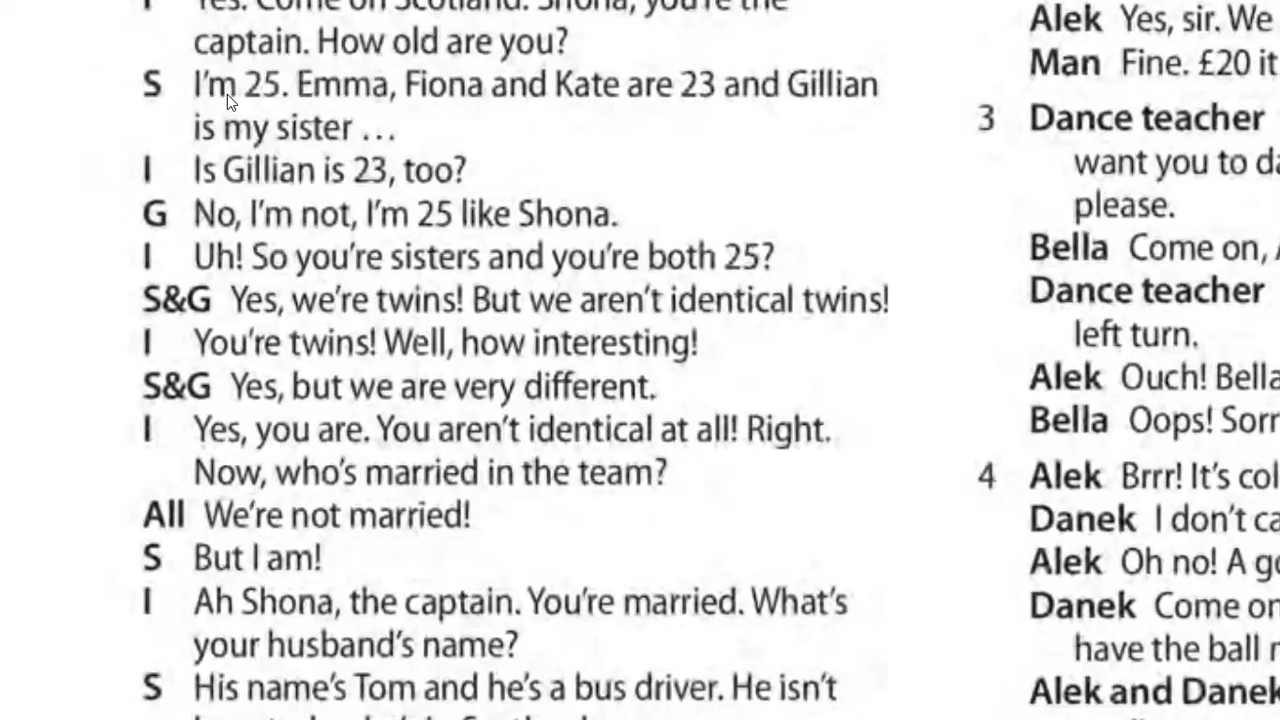 captain. How old are you?
S I'm 25. Emma, Fiona and Kate are 23 and Gillian
is my sister …
I Is Gillian is 23, too?
G No, I'm not, I'm 25 like Shona.
I Uh! So you're sisters and you're both 25?
S&G Yes, we're twins! But we aren't identical twins!
I You're twins! Well, how interesting!
S&G Yes, but we are very different.
I Yes, you are. You aren't identical at all! Right.
Now, who's married in the team?
All We're not married!
S But I am!
I Ah Shona, the captain. You're married. What's
your husband's name?
S His name's Tom and he's a bus driver. He isn't
Alek Yes, sir. We
Man Fine. £20 it
3 Dance teacher
want you to
please.
Bella Come on,
Dance teacher
left turn.
Alek Ouch! Bella
Bella Oops!
4 Alek Brrr! It's
Danek I don't
Alek Oh no! A
Danek Come on
have the ball
Alek and Danek